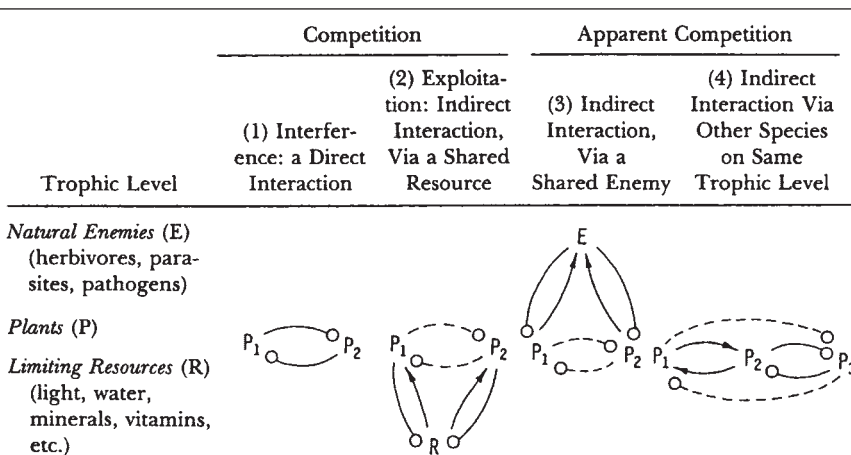 Competition
Apparent Competition
Trophic Level
(1) Interfer-
ence: a Direct
Interaction
(2) Exploita-
tion: Indirect
Interaction,
Via a Shared
Resource
(3) Indirect
Interaction,
Via a
Shared Enemy
(4) Indirect
Interaction Via
Other Species
on Same
Trophic Level
Natural Enemies (E)
(herbivores, para-
sites, pathogens)
E
Plants (P)
P₁ P₂
P₁ P₂
P₁ P₂
P₁ P₂ P₃
Limiting Resources (R)
(light, water,
minerals, vitamins,
etc.)
R